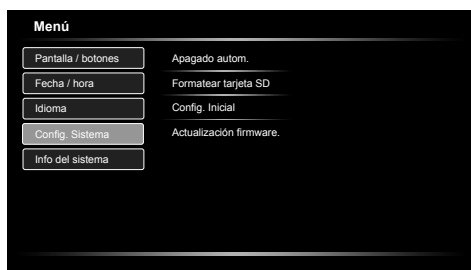 Menú
Pantalla / botones
Fecha / hora
Idioma
Config. Sistema
Info del sistema
Apagado autom.
Formatear tarjeta SD
Config. Inicial
Actualización firmware.